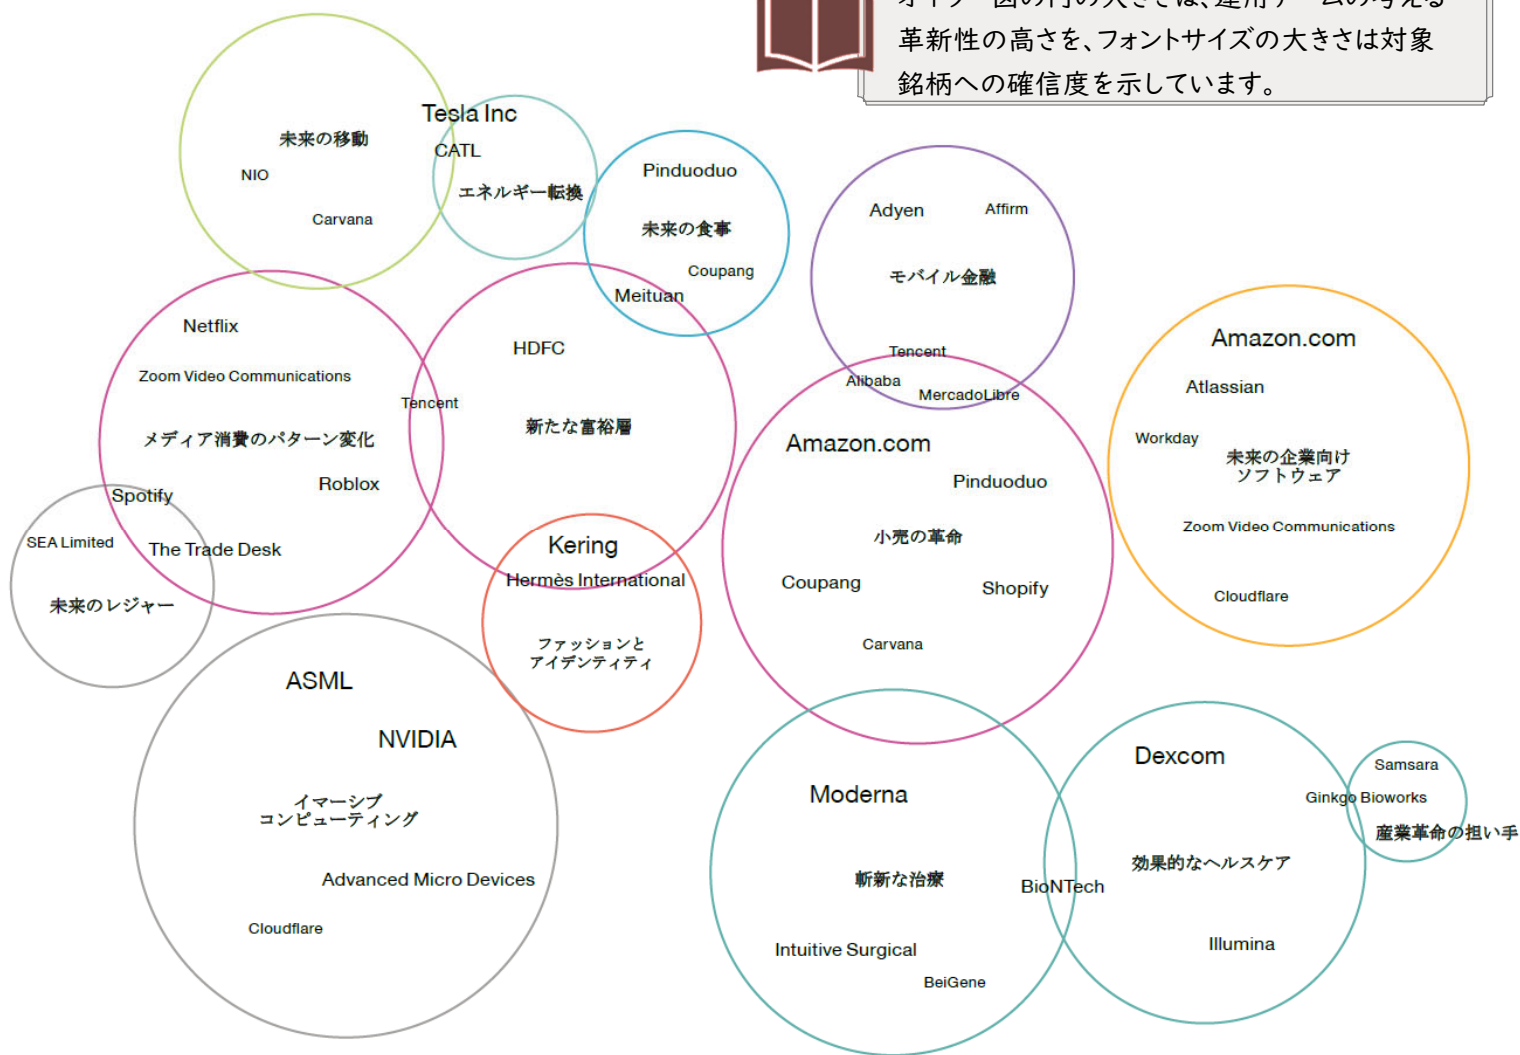 革新性の高さを、フォントサイズの大きさは対象
銘柄への確信度を示しています。
Tesla Inc
未来の移動
CATL
NIO
エネルギー転換
Carvana
Pinduoduo
未来の食事
Coupang
Meituan
Adyen
Affirm
モバイル金融
Tencent
Alibaba
MercadoLibre
Netflix
Zoom Video Communications
Tencent
メディア消費のパターン変化
Roblox
Spotify
The Trade Desk
SEA Limited
未来のレジャー
HDFC
新たな富裕層
Kering
Hermès International
ファッションと
アイデンティティ
Amazon.com
Pinduoduo
小売の革命
Coupang
Shopify
Carvana
Amazon.com
Atlassian
Workday
未来の企業向け
ソフトウェア
Zoom Video Communications
Cloudflare
ASML
NVIDIA
イマーシブ
コンピューティング
Advanced Micro Devices
Cloudflare
Moderna
斬新な治療
BioNTech
Intuitive Surgical
BeiGene
Dexcom
効果的なヘルスケア
Illumina
Samsara
Ginkgo Bioworks
産業革命の担い手